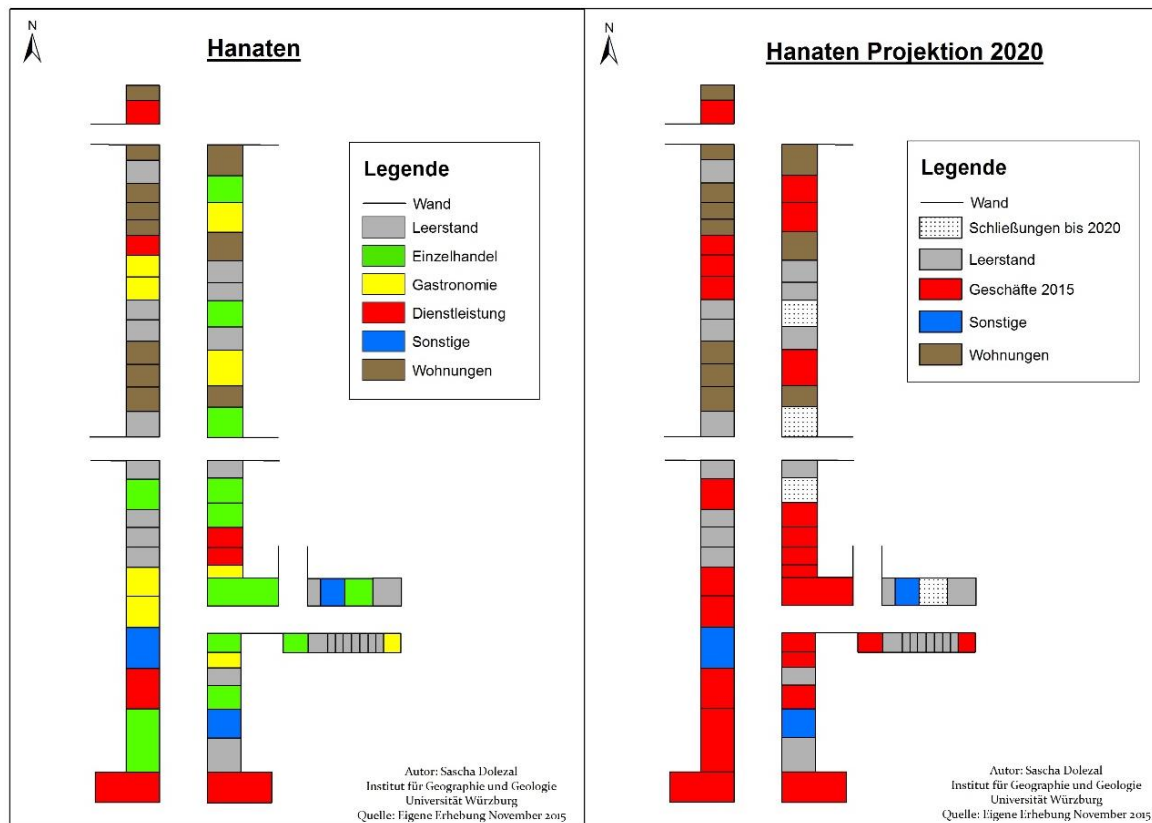 N
Hanaten
Legende
Wand
Leerstand
Einzelhandel
Gastronomie
Dienstleistung
Sonstige
Wohnungen
Autor: Sascha Dolezal
Institut für Geographie und Geologie
Universität Würzburg
Quelle: Eigene Erhebung November 2015
N
Hanaten Projektion 2020
Legende
Wand
Schließungen bis 2020
Leerstand
Geschäfte 2015
Sonstige
Wohnungen
Autor: Sascha Dolezal
Institut für Geographie und Geologie
Universität Würzburg
Quelle: Eigene Erhebung November 2015